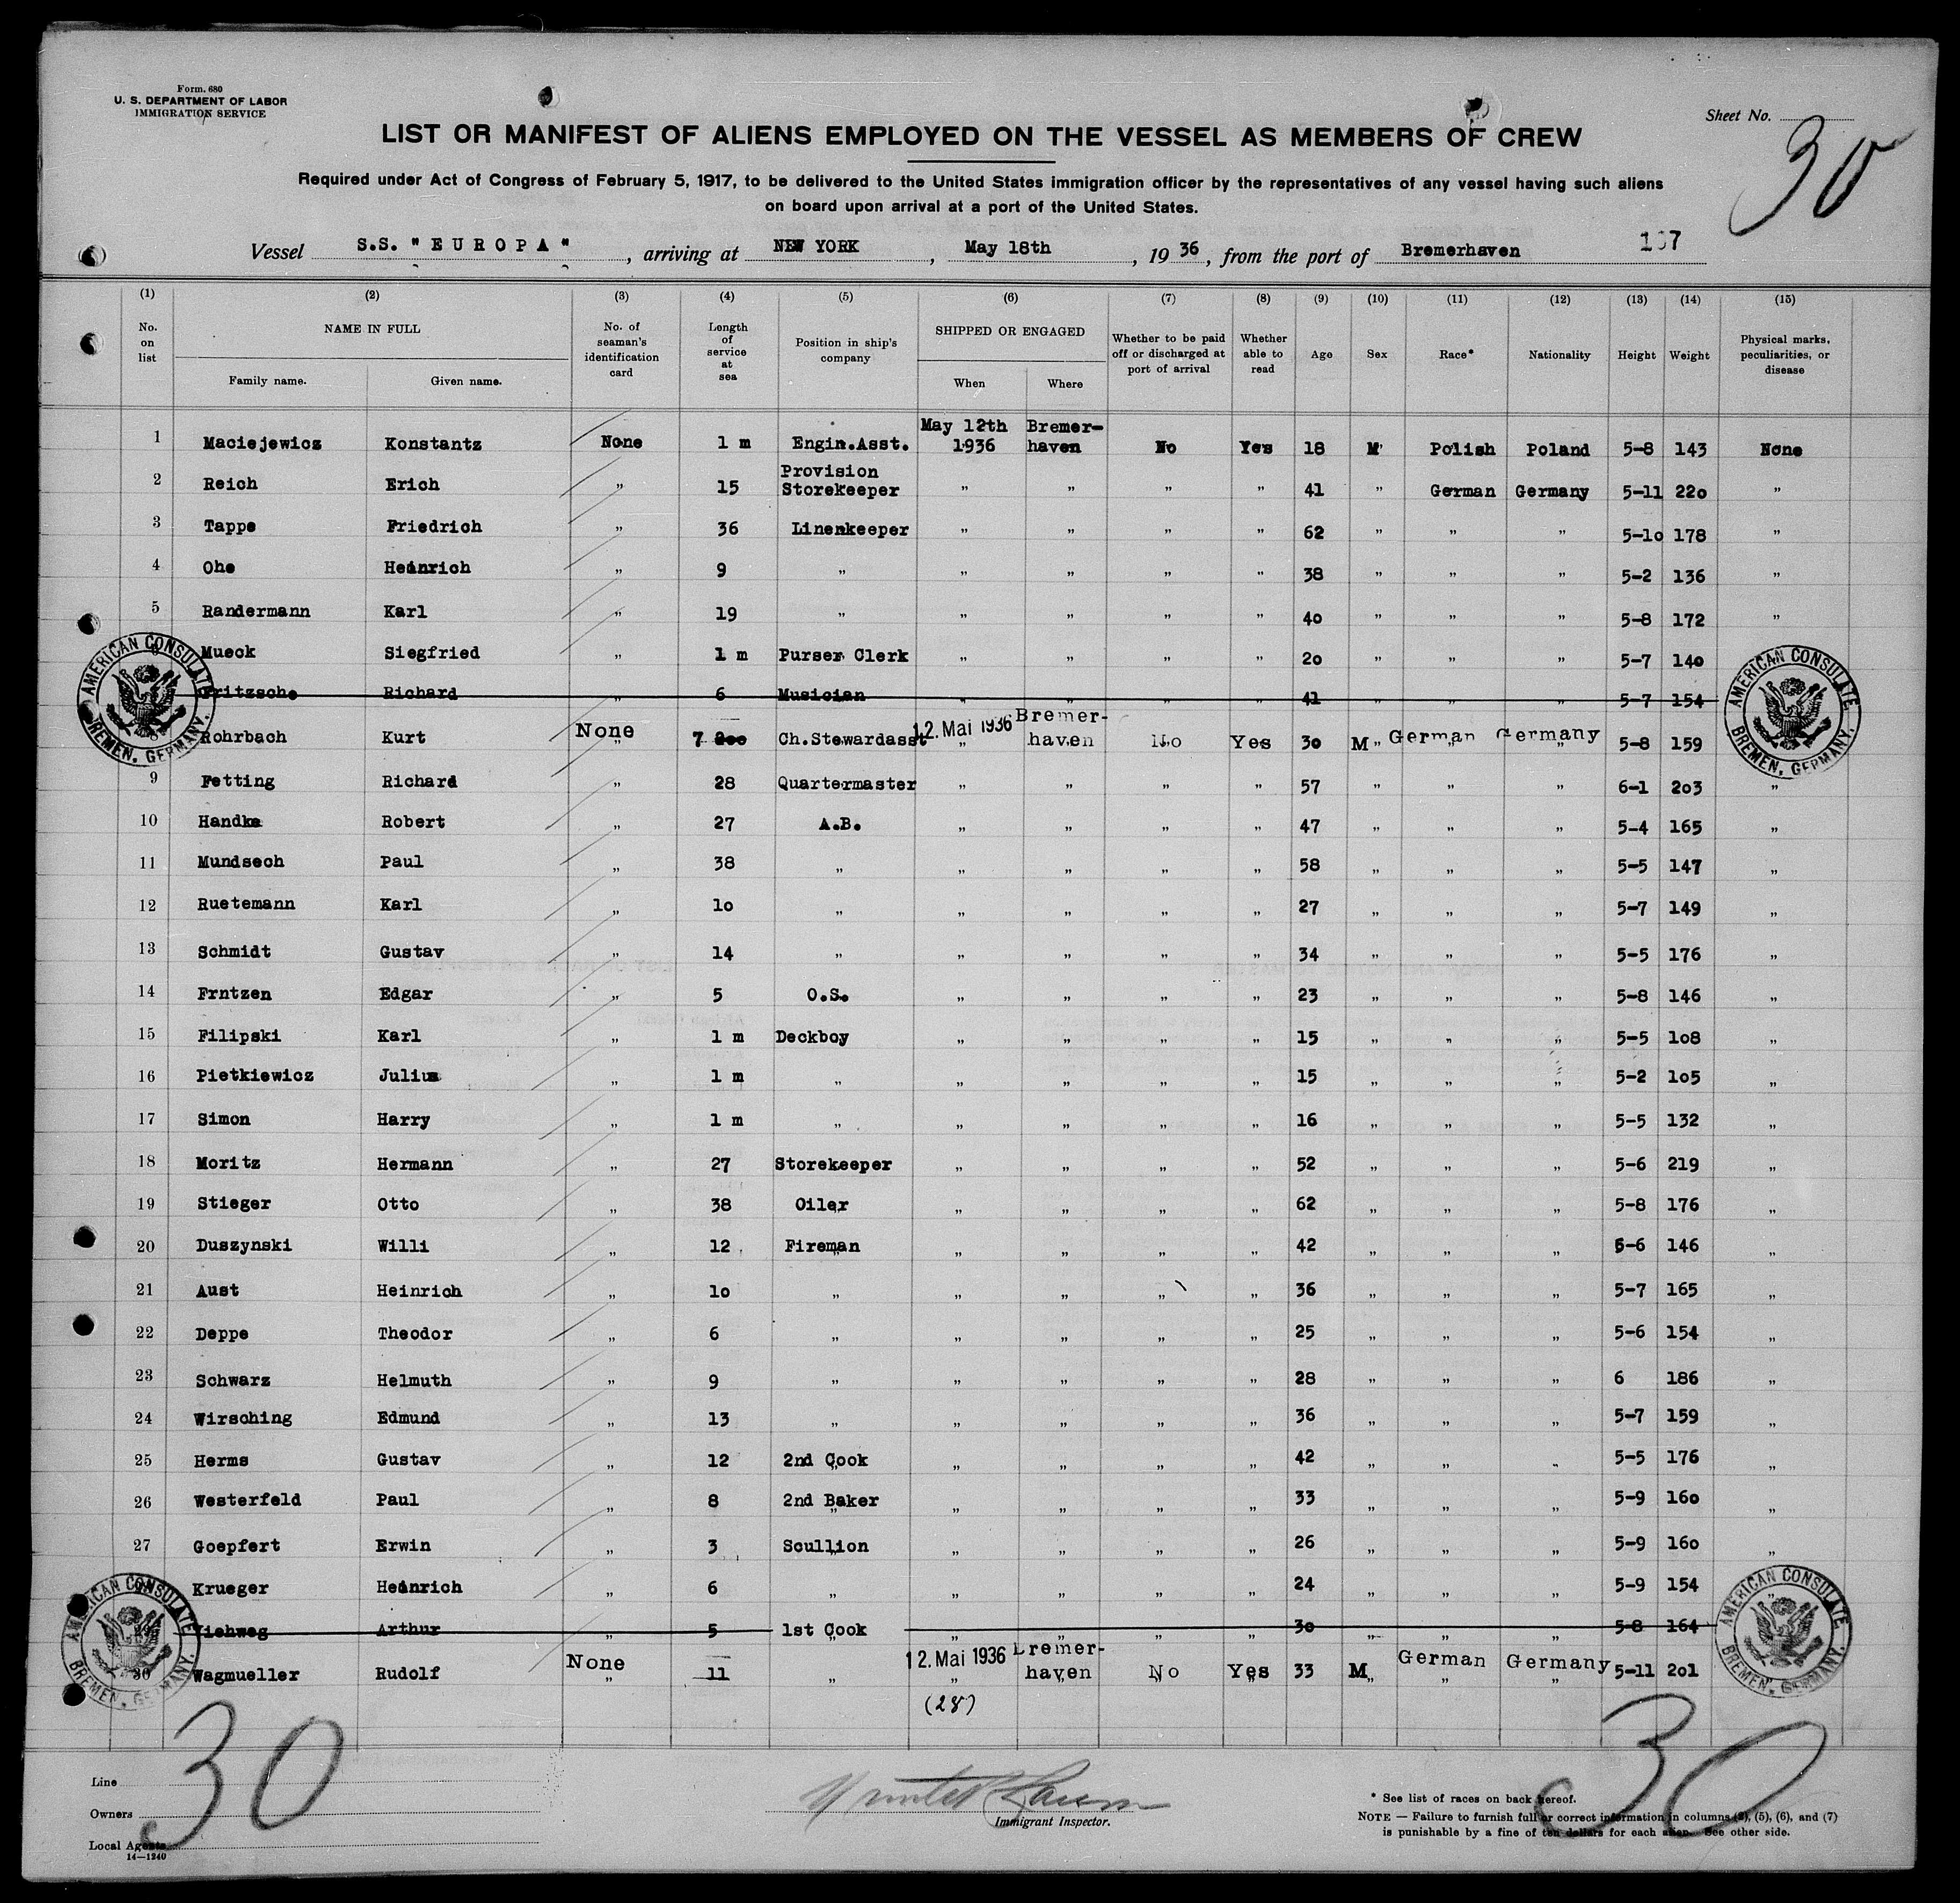 Form. 680
U. S. DEPARTMENT OF LABOR
IMMIGRATION SERVICE
Sheet No.
30
LIST OR MANIFEST OF ALIENS EMPLOYED ON THE VESSEL AS MEMBERS OF CREW
Required under Act of Congress of February 5, 1917, to be delivered to the United States immigration officer by the representatives of any vessel having such aliens
on board upon arrival at a port of the United States.
Vessel S.S. "EUROPA", arriving at NEW YORK, May 18th, 1936, from the port of Bremerhaven
(1) (2) (3) (4) (5) (6) (7) (8) (9) (10) (11) (12) (13) (14) (15)
No. on list NAME IN FULL Family name. Given name. No. of seaman's identification card Length of service at sea Position in ship's company SHIPPED OR ENGAGED When Where Whether to be paid off or discharged at port of arrival Whether able to read Age Sex Race* Nationality Height Weight Physical marks, peculiarities, or disease
1 Maciejewicz Konstantz None 1 m Engin.Asst. May 12th 1936 Bremerhaven No Yes 18 M Polish Poland 5-8 143 None
2 Reich Erich " 15 Provision Storekeeper " " " " 41 " German Germany 5-11 220 "
3 Tappe Friedrich " 36 Linenkeeper " " " " 62 " " " 5-10 178 "
4 Ohe Heinrich " 9 " " " " " 38 " " " 5-2 136 "
5 Randermann Karl " 19 " " " " " 40 " " " 5-8 172 "
Mueck Siegfried " 1 m Purser Clerk " " " " 20 " " " 5-7 140
Fritzsche Richard " 6 Musician " " " " 41 " " " 5-7 154
Rohrbach Kurt None 7 Ch.Stewardasst 12. Mai 1936 Bremerhaven No Yes 30 M German Germany 5-8 159
9 Fetting Richard " 28 Quartermaster " " " " 57 " " " 6-1 203 "
10 Handke Robert " 27 A.B. " " " " 47 " " " 5-4 165 "
11 Mundsech Paul " 38 " " " " " 58 " " " 5-5 147 "
12 Ruetemann Karl " 10 " " " " " 27 " " " 5-7 149 "
13 Schmidt Gustav " 14 " " " " " 34 " " " 5-5 176 "
14 Frntzen Edgar " 5 O.S. " " " " 23 " " " 5-8 146 "
15 Filipski Karl " 1 m Deckboy " " " " 15 " " " 5-5 108 "
16 Pietkiewicz Julius " 1 m " " " " " 15 " " " 5-2 105 "
17 Simon Harry " 1 m " " " " " 16 " " " 5-5 132 "
18 Moritz Hermann " 27 Storekeeper " " " " 52 " " " 5-6 219 "
19 Stieger Otto " 38 Oiler " " " " 62 " " " 5-8 176 "
20 Duszynski Willi " 12 Fireman " " " " 42 " " " 5-6 146 "
21 Aust Heinrich " 10 " " " " " 36 " " " 5-7 165 "
22 Deppe Theodor " 6 " " " " " 25 " " " 5-6 154 "
23 Schwarz Helmuth " 9 " " " " " 28 " " " 6 186 "
24 Wirsching Edmund " 13 " " " " " 36 " " " 5-7 159 "
25 Herms Gustav " 12 2nd Cook " " " " 42 " " " 5-5 176 "
26 Westerfeld Paul " 8 2nd Baker " " " " 33 " " " 5-9 160 "
27 Goepfert Erwin " 3 Scullion " " " " 26 " " " 5-9 160 "
Krueger Heinrich " 6 " " " " " 24 " " " 5-9 154 "
Viehweg Arthur " 5 1st Cook " " " " 30 " " " 5-8 164
30 Wagmueller Rudolf None 11 " 12. Mai 1936 Bremerhaven No Yes 33 M German Germany 5-11 201
(28)
AMERICAN CONSULATE BREMEN, GERMANY.
AMERICAN CONSULATE BREMEN, GERMANY.
AMERICAN CONSULATE BREMEN, GERMANY.
AMERICAN CONSULATE BREMEN, GERMANY.
30
30
Line
Owners
Local Agents
14—1240
Immigrant Inspector.
* See list of races on back hereof.
NOTE — Failure to furnish full or correct information in columns (2), (5), (6), and (7)
is punishable by a fine of ten dollars for each alien. See other side.